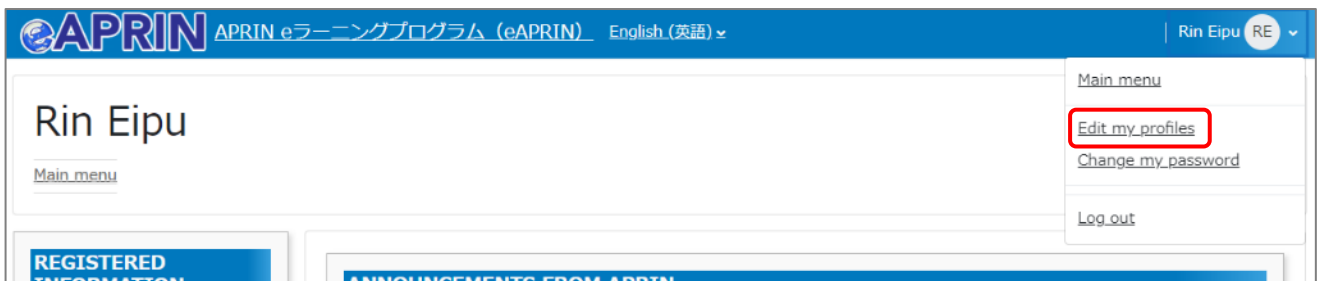 eAPRIN APRIN eラーニングプログラム（eAPRIN） English (英語) Rin Eipu RE
Main menu
Rin Eipu
Edit my profiles
Change my password
Main menu
Log out
REGISTERED
INFORMATION
ANNOUNCEMENTS FROM APRIN